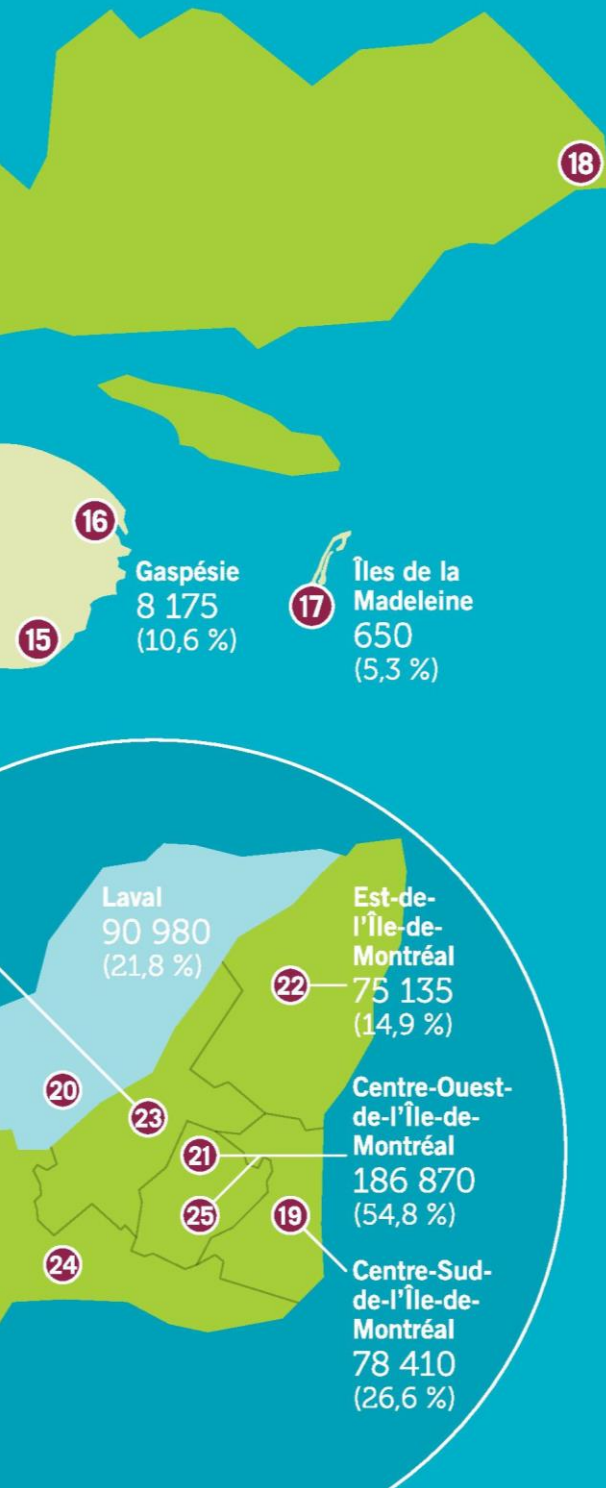 18
16
Gaspésie
8 175
(10,6 %)
15
17
Îles de la
Madeleine
650
(5,3 %)
Laval
90 980
(21,8 %)
20
Est-de-
l'Île-de-
Montréal
75 135
(14,9 %)
22
23
21
25
Centre-Ouest-
de-l'Île-de-
Montréal
186 870
(54,8 %)
19
24
Centre-Sud-
de-l'Île-de-
Montréal
78 410
(26,6 %)